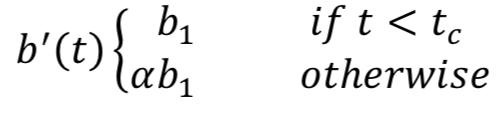 b′(t) { b₁ if t < t_c
αb₁ otherwise